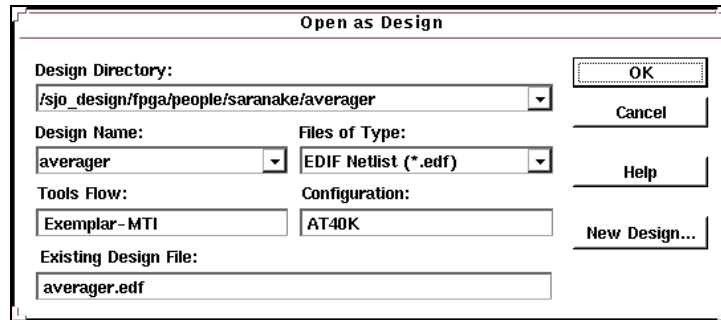 Open as Design
Design Directory:
/sjo_design/fpga/people/saranake/averager
Design Name:
Files of Type:
averager
EDIF Netlist (*.edf)
Tools Flow:
Configuration:
Exemplar-MTI
AT40K
Existing Design File:
averager.edf
OK
Cancel
Help
New Design...